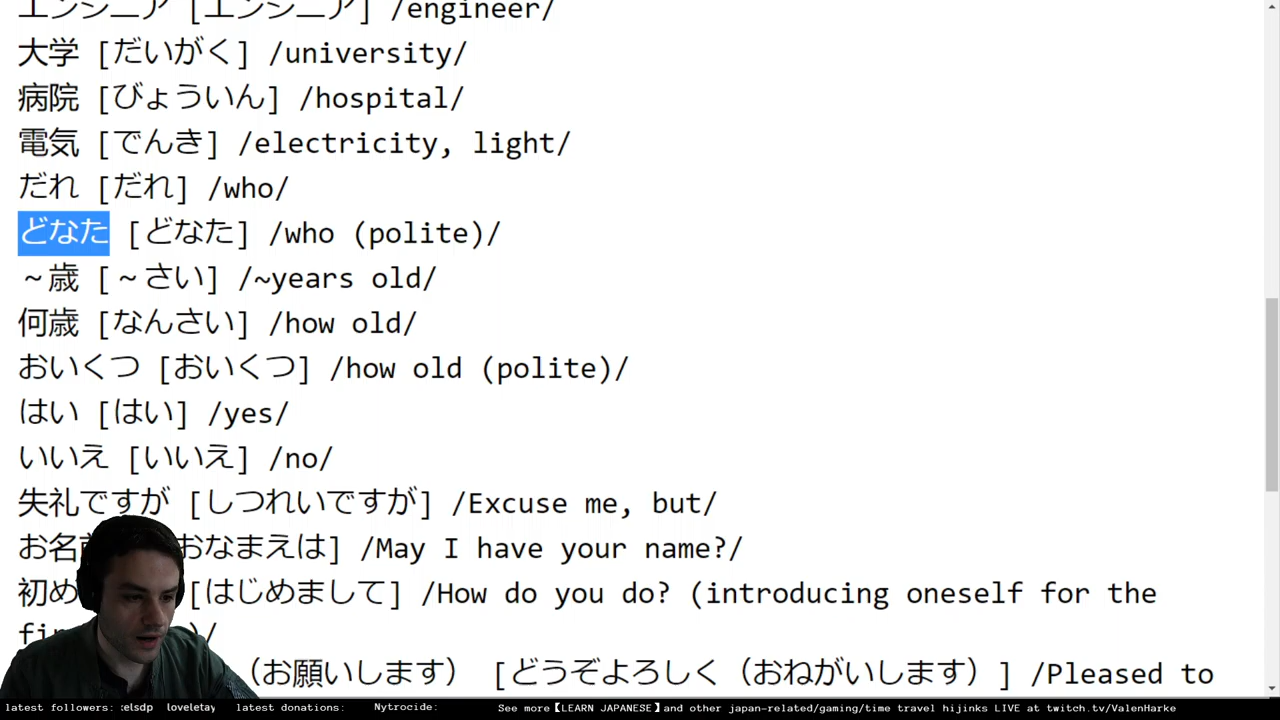 エンジニア [エンジニア] /engineer/
大学 [だいがく] /university/
病院 [びょういん] /hospital/
電気 [でんき] /electricity, light/
だれ [だれ] /who/
どなた [どなた] /who (polite)/
～歳 [～さい] /~years old/
何歳 [なんさい] /how old/
おいくつ [おいくつ] /how old (polite)/
はい [はい] /yes/
いいえ [いいえ] /no/
失礼ですが [しつれいですが] /Excuse me, but/
お名 おなまえは] /May I have your name?/
初め [はじめまして] /How do you do? (introducing oneself for the
)/
（お願いします） [どうぞよろしく（おねがいします）] /Pleased to
latest followers: elsdp loveletay latest donations: Nytrocide: See more【LEARN JAPANESE】and other japan-related/gaming/time travel hijinks LIVE at twitch.tv/ValenHarke